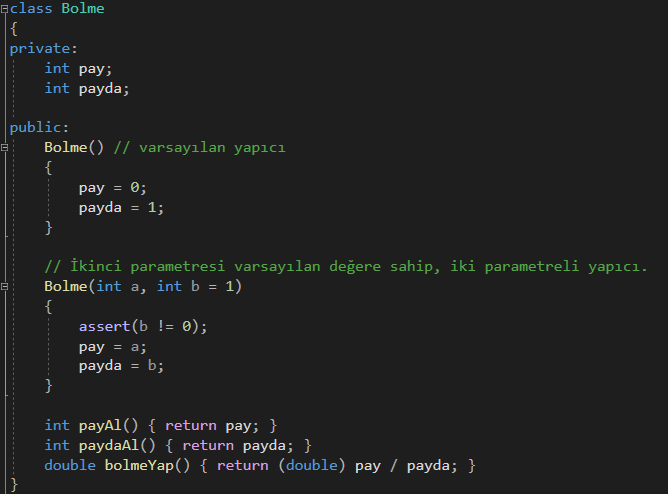 class Bolme
{
private:
    int pay;
    int payda;

public:
    Bolme() // varsayılan yapıcı
    {
        pay = 0;
        payda = 1;
    }

    // İkinci parametresi varsayılan değere sahip, iki parametreli yapıcı.
    Bolme(int a, int b = 1)
    {
        assert(b != 0);
        pay = a;
        payda = b;
    }

    int payAl() { return pay; }
    int paydaAl() { return payda; }
    double bolmeYap() { return (double) pay / payda; }
}